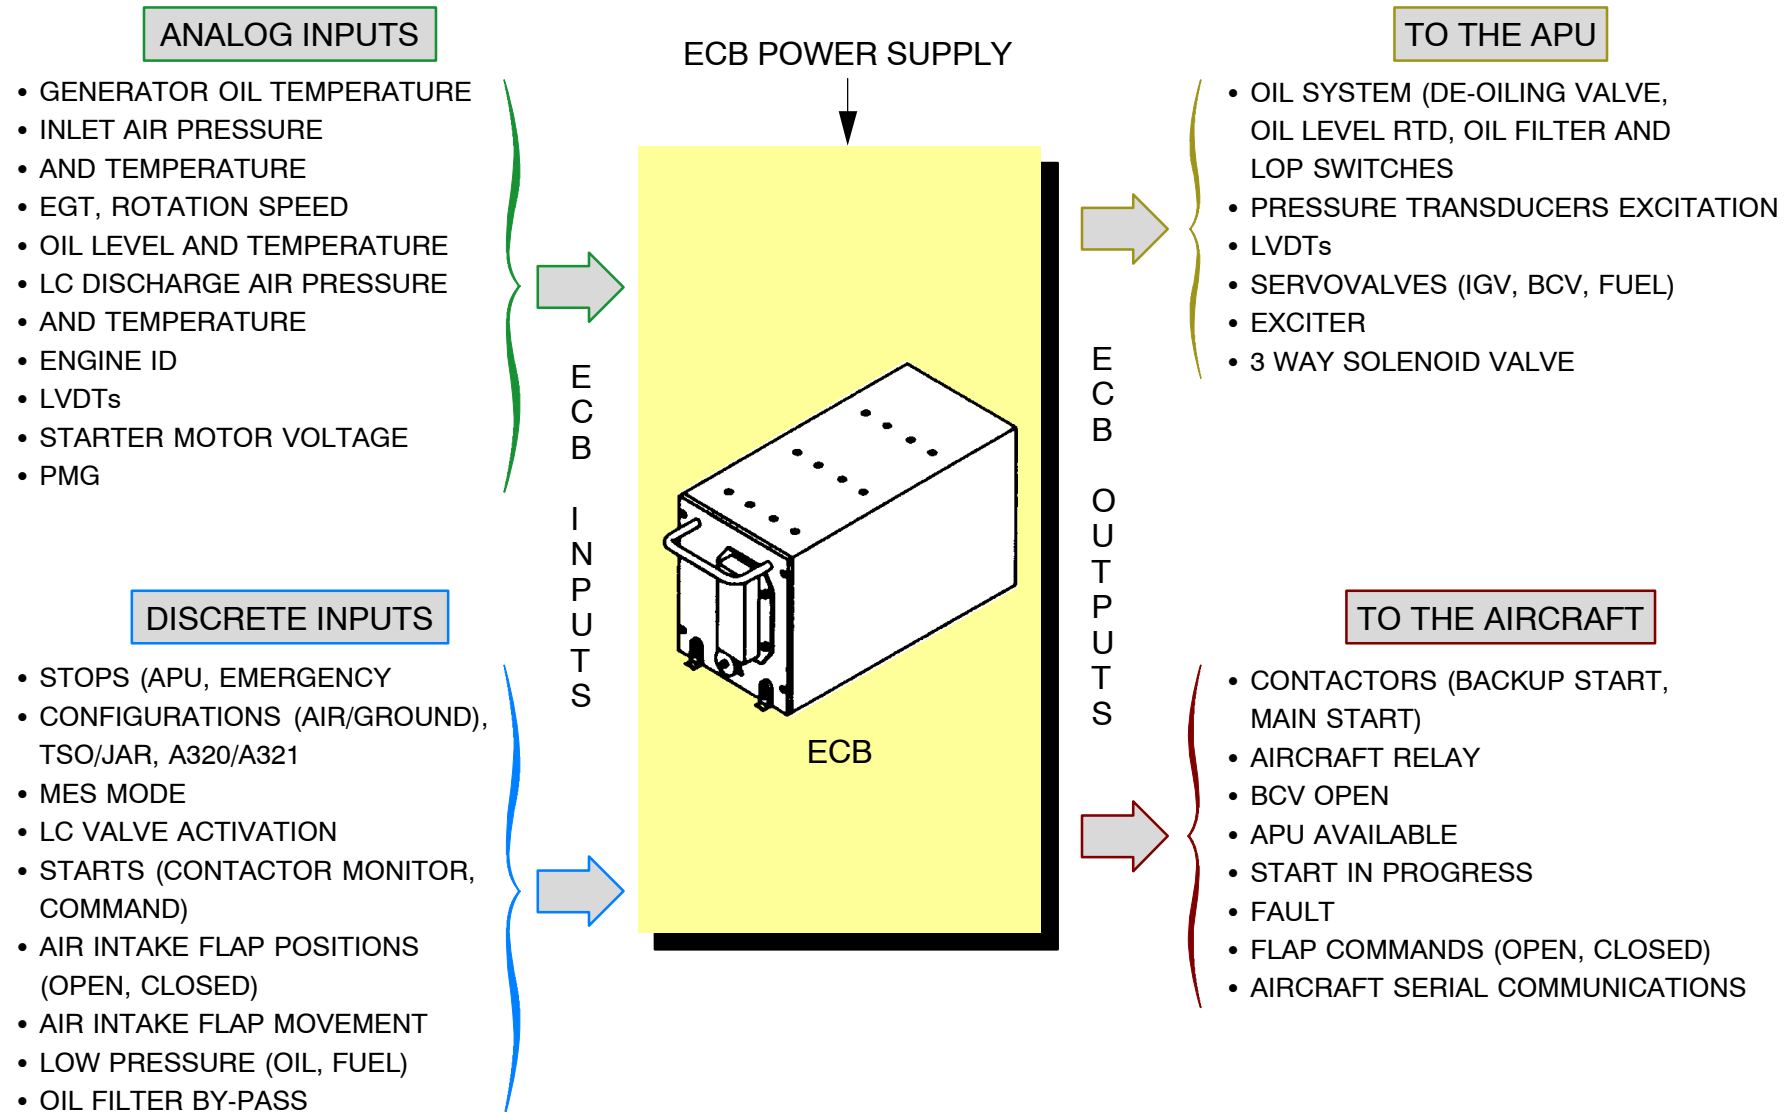 ANALOG INPUTS
• GENERATOR OIL TEMPERATURE
• INLET AIR PRESSURE
• AND TEMPERATURE
• EGT, ROTATION SPEED
• OIL LEVEL AND TEMPERATURE
• LC DISCHARGE AIR PRESSURE
• AND TEMPERATURE
• ENGINE ID
• LVDTs
• STARTER MOTOR VOLTAGE
• PMG
DISCRETE INPUTS
• STOPS (APU, EMERGENCY
• CONFIGURATIONS (AIR/GROUND),
TSO/JAR, A320/A321
• MES MODE
• LC VALVE ACTIVATION
• STARTS (CONTACTOR MONITOR,
COMMAND)
• AIR INTAKE FLAP POSITIONS
(OPEN, CLOSED)
• AIR INTAKE FLAP MOVEMENT
• LOW PRESSURE (OIL, FUEL)
• OIL FILTER BY-PASS
ECB INPUTS
ECB POWER SUPPLY
ECB
ECB OUTPUTS
TO THE APU
• OIL SYSTEM (DE-OILING VALVE,
OIL LEVEL RTD, OIL FILTER AND
LOP SWITCHES
• PRESSURE TRANSDUCERS EXCITATION
• LVDTs
• SERVOVALVES (IGV, BCV, FUEL)
• EXCITER
• 3 WAY SOLENOID VALVE
TO THE AIRCRAFT
• CONTACTORS (BACKUP START,
MAIN START)
• AIRCRAFT RELAY
• BCV OPEN
• APU AVAILABLE
• START IN PROGRESS
• FAULT
• FLAP COMMANDS (OPEN, CLOSED)
• AIRCRAFT SERIAL COMMUNICATIONS